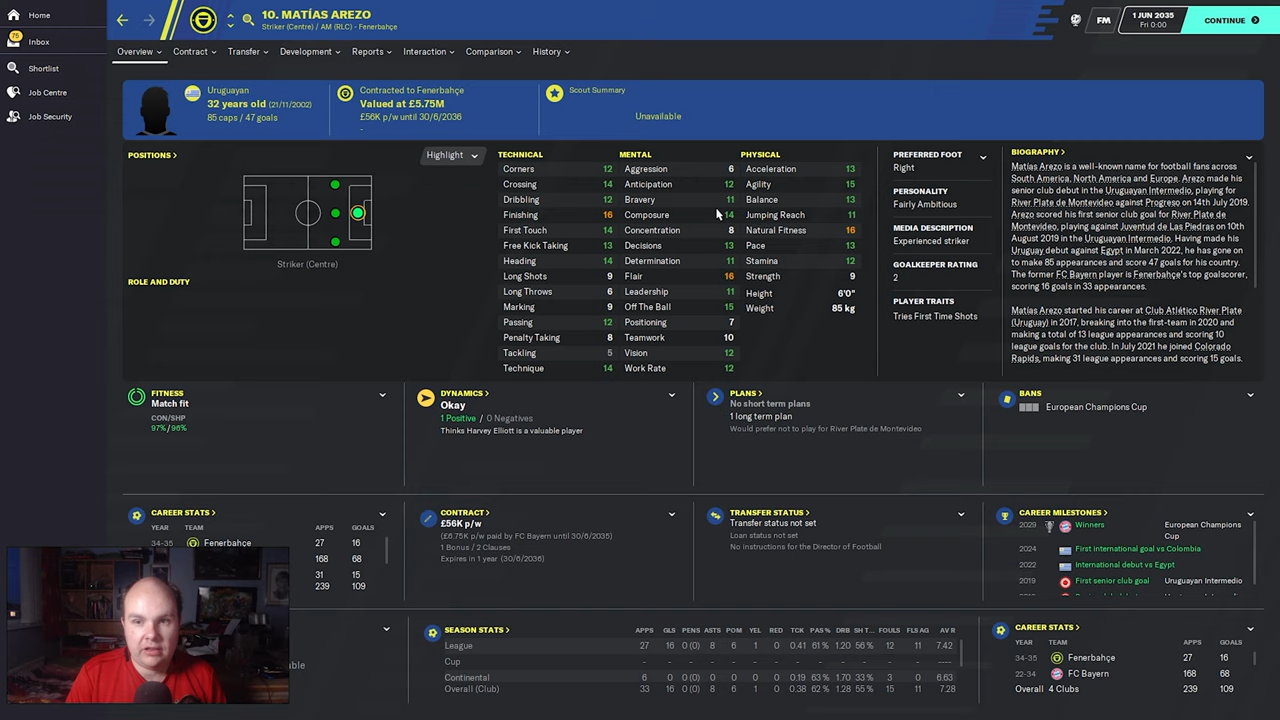 Home
Inbox
75
Shortlist
Job Centre
Job Security
10. MATÍAS AREZO
Striker (Centre) / AM (RLC) - Fenerbahçe
FM
1 JUN 2035
Fri 0:00
CONTINUE
Overview
Contract
Transfer
Development
Reports
Interaction
Comparison
History
Uruguayan
32 years old (21/11/2002)
85 caps / 47 goals
Contracted to Fenerbahçe
Valued at £5.75M
£56K p/w until 30/6/2036
-
Scout Summary
Unavailable
POSITIONS >
Highlight
Striker (Centre)
ROLE AND DUTY
TECHNICAL
Corners 12
Crossing 14
Dribbling 12
Finishing 16
First Touch 14
Free Kick Taking 13
Heading 14
Long Shots 9
Long Throws 6
Marking 9
Passing 12
Penalty Taking 8
Tackling 5
Technique 14
MENTAL
Aggression 6
Anticipation 12
Bravery 11
Composure 14
Concentration 8
Decisions 13
Determination 11
Flair 16
Leadership 11
Off The Ball 15
Positioning 7
Teamwork 10
Vision 12
Work Rate 12
PHYSICAL
Acceleration 13
Agility 15
Balance 13
Jumping Reach 11
Natural Fitness 16
Pace 13
Stamina 12
Strength 9
Height 6'0"
Weight 85 kg
PREFERRED FOOT
Right
PERSONALITY
Fairly Ambitious
MEDIA DESCRIPTION
Experienced striker
GOALKEEPER RATING
2
PLAYER TRAITS
Tries First Time Shots
BIOGRAPHY >
Matías Arezo is a well-known name for football fans across
South America, North America and Europe. Arezo made his
senior club debut in the Uruguayan Intermedio, playing for
River Plate de Montevideo against Progreso on 14th July 2019.
Arezo scored his first senior club goal for River Plate de
Montevideo, playing against Juventud de Las Piedras on 10th
August 2019 in the Uruguayan Intermedio. Having made his
Uruguay debut against Egypt in March 2022, he has gone on
to make 85 appearances and score 47 goals for his country.
The former FC Bayern player is Fenerbahçe's top goalscorer,
scoring 16 goals in 33 appearances.
Matías Arezo started his career at Club Atlético River Plate
(Uruguay) in 2017, breaking into the first-team in 2020 and
making a total of 13 league appearances and scoring 10
league goals for the club. In July 2021 he joined Colorado
Rapids, making 31 league appearances and scoring 15 goals.
FITNESS
Match fit
CON/SHP
97%/96%
DYNAMICS >
Okay
1 Positive / 0 Negatives
Thinks Harvey Elliott is a valuable player
PLANS >
No short term plans
1 long term plan
Would prefer not to play for River Plate de Montevideo
BANS
European Champions Cup
CAREER STATS >
YEAR TEAM APPS GOALS
34-35 Fenerbahçe 27 16
168 68
31 15
239 109
CONTRACT >
£56K p/w
(£6.75K p/w paid by FC Bayern until 30/6/2035)
1 Bonus / 2 Clauses
Expires in 1 year (30/6/2036)
TRANSFER STATUS >
Transfer status not set
Loan status not set
No instructions for the Director of Football
CAREER MILESTONES >
2029 Winners European Champions
Cup
2024 First international goal vs Colombia
2022 International debut vs Egypt
2019 First senior club goal Uruguayan Intermedio
SEASON STATS >
APPS GLS PENS ASTS POM YEL RED TCK PAS% DRB SH T... FOULS FLS AG AV R
League 27 16 0 (0) 8 6 1 0 0.41 61 % 1.20 56 % 12 11 7.42
Cup - - - - - - - - - - - - - ----
Continental 6 0 0 (0) 0 0 0 0 0.19 63 % 1.70 33 % 3 0 6.63
Overall (Club) 33 16 0 (0) 8 6 1 0 0.38 62 % 1.28 55 % 15 11 7.28
CAREER STATS >
YEAR TEAM APPS GOALS
34-35 Fenerbahçe 27 16
22-34 FC Bayern 168 68
Overall 4 Clubs 239 109